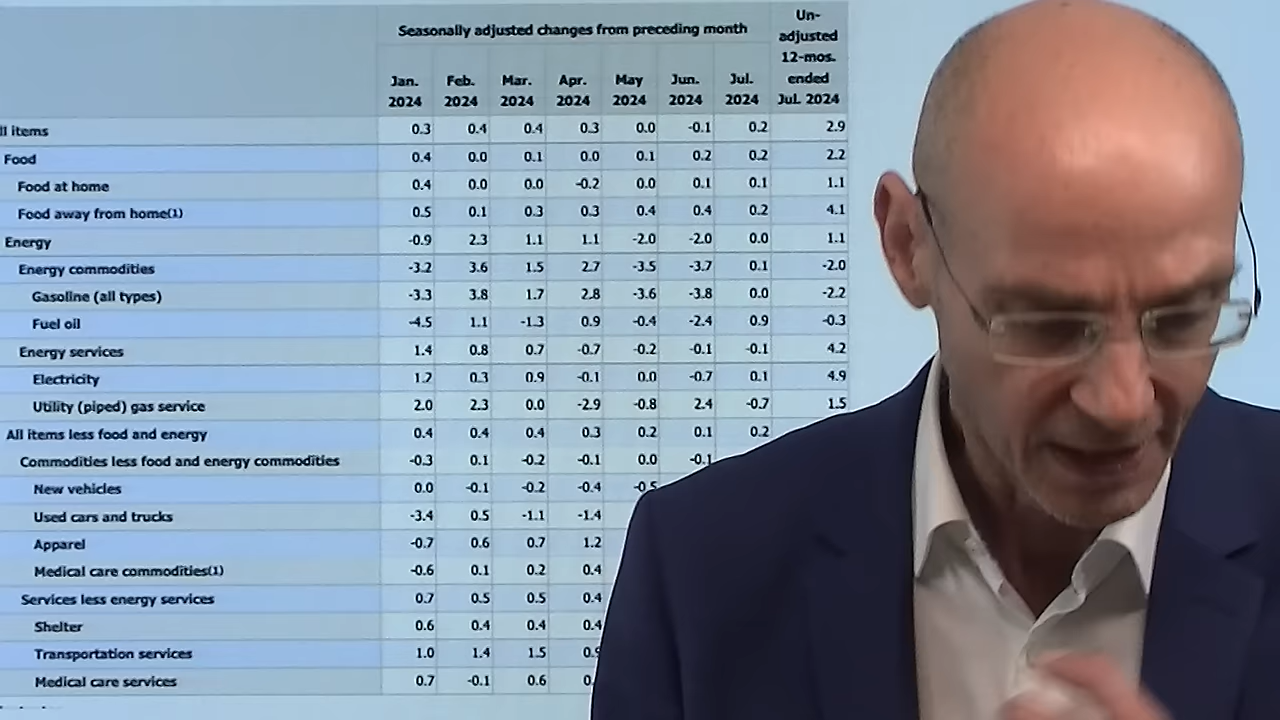 Seasonally adjusted changes from preceding month
Un-
adjusted
12-mos.
ended
Jul. 2024
Jan. 2024 Feb. 2024 Mar. 2024 Apr. 2024 May 2024 Jun. 2024 Jul. 2024
ll items 0.3 0.4 0.4 0.3 0.0 -0.1 0.2 2.9
Food 0.4 0.0 0.1 0.0 0.1 0.2 0.2 2.2
Food at home 0.4 0.0 0.0 -0.2 0.0 0.1 0.1 1.1
Food away from home(1) 0.5 0.1 0.3 0.3 0.4 0.4 0.2 4.1
Energy -0.9 2.3 1.1 1.1 -2.0 -2.0 0.0 1.1
Energy commodities -3.2 3.6 1.5 2.7 -3.5 -3.7 0.1 -2.0
Gasoline (all types) -3.3 3.8 1.7 2.8 -3.6 -3.8 0.0 -2.2
Fuel oil -4.5 1.1 -1.3 0.9 -0.4 -2.4 0.9 -0.3
Energy services 1.4 0.8 0.7 -0.7 -0.2 -0.1 -0.1 4.2
Electricity 1.2 0.3 0.9 -0.1 0.0 -0.7 0.1 4.9
Utility (piped) gas service 2.0 2.3 0.0 -2.9 -0.8 2.4 -0.7 1.5
All items less food and energy 0.4 0.4 0.4 0.3 0.2 0.1 0.2
Commodities less food and energy commodities -0.3 0.1 -0.2 -0.1 0.0 -0.1
New vehicles 0.0 -0.1 -0.2 -0.4 -0.5
Used cars and trucks -3.4 0.5 -1.1 -1.4
Apparel -0.7 0.6 0.7 1.2
Medical care commodities(1) -0.6 0.1 0.2 0.4
Services less energy services 0.7 0.5 0.5 0.4
Shelter 0.6 0.4 0.4 0.4
Transportation services 1.0 1.4 1.5 0.9
Medical care services 0.7 -0.1 0.6 0.